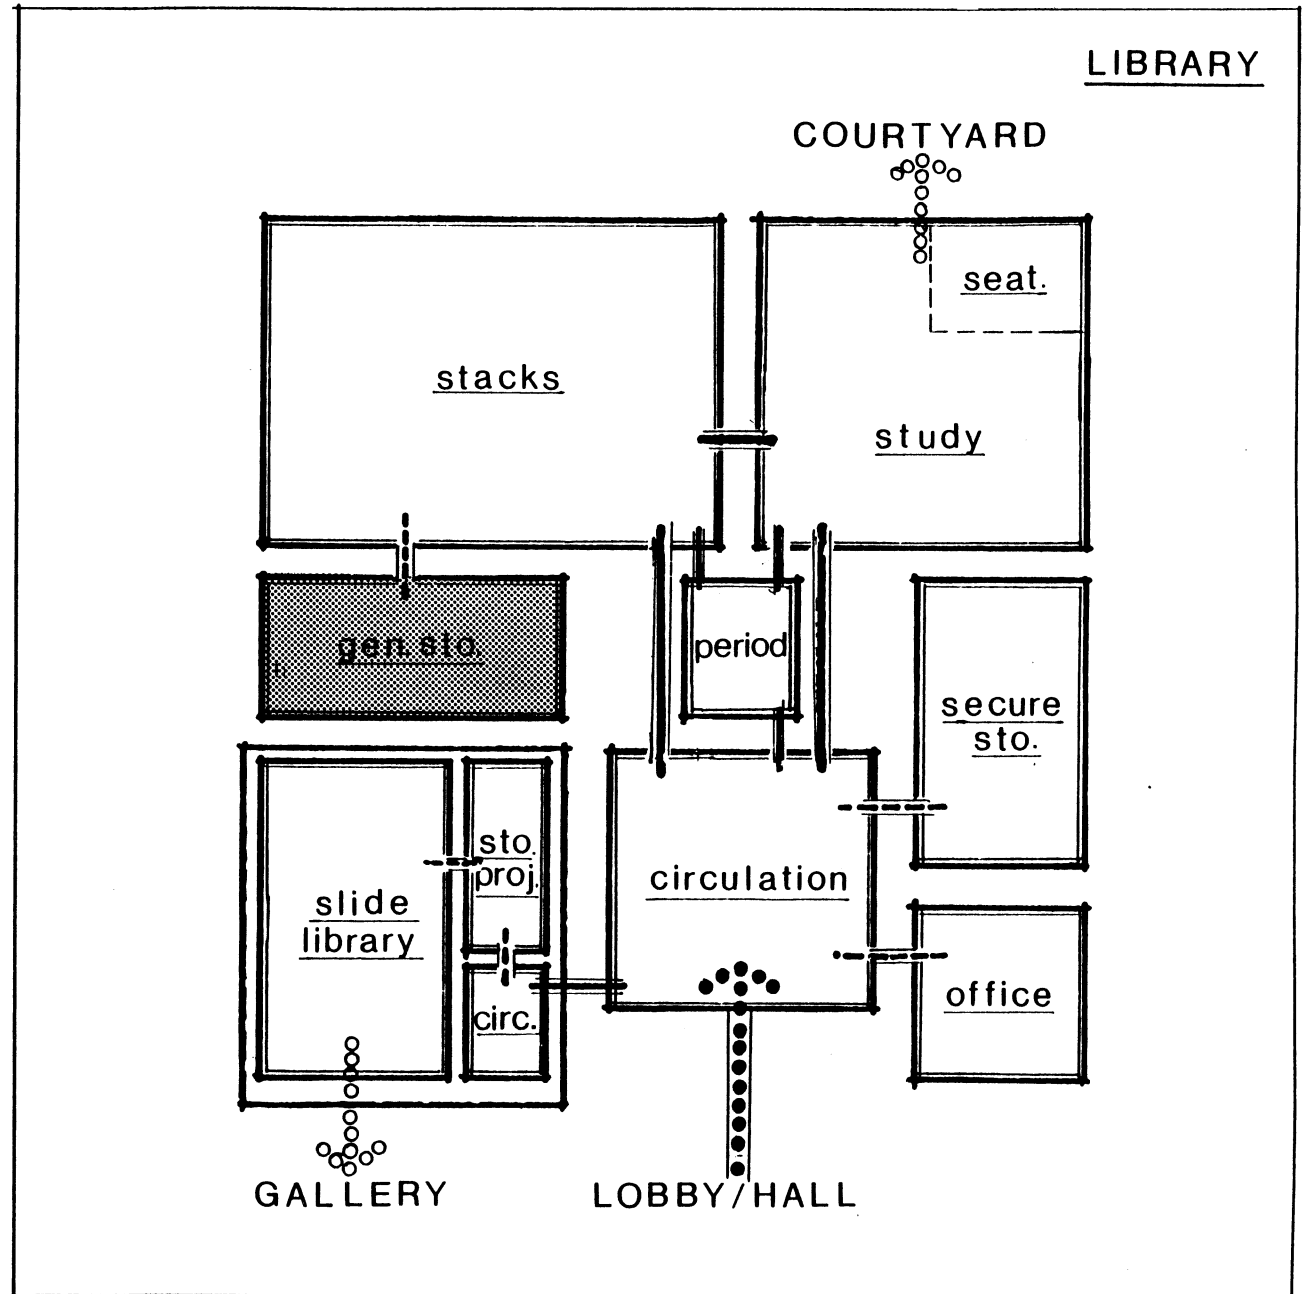 LIBRARY
COURTYARD
seat.
stacks
study
gen. sto.
period
secure
sto.
sto.
proj.
circulation
slide
library
office
circ.
GALLERY
LOBBY/HALL